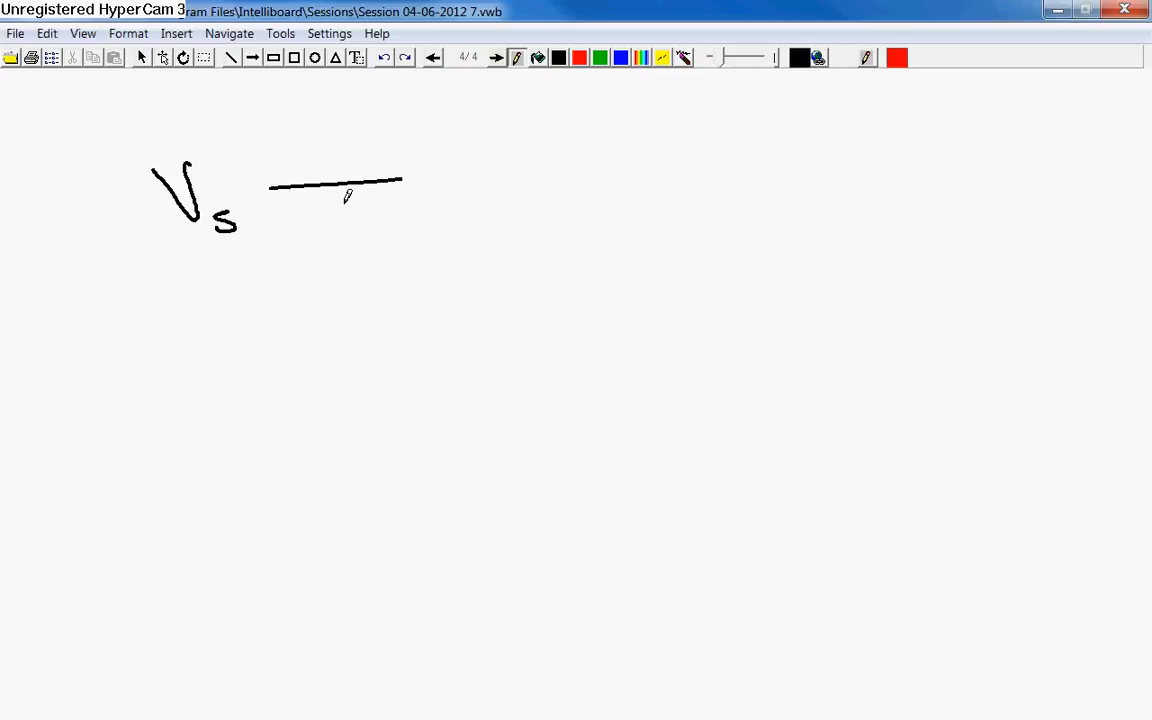 Unregistered HyperCam 3
ram Files\Intelliboard\Sessions\Session 04-06-2012 7.vwb
File Edit View Format Insert Navigate Tools Settings Help
4/4
Vs